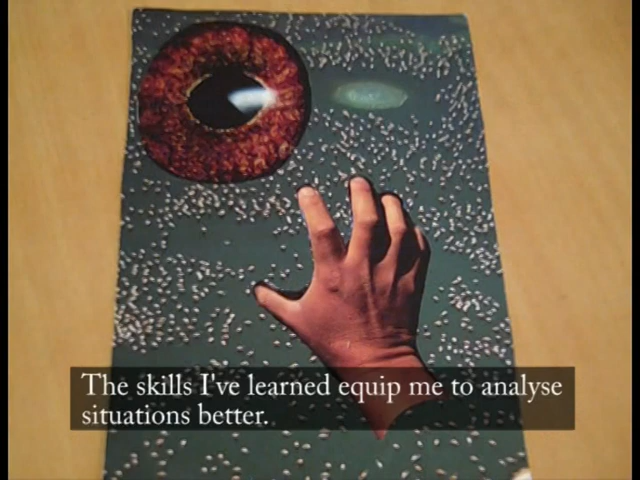 The skills I've learned equip me to analyse
situations better.